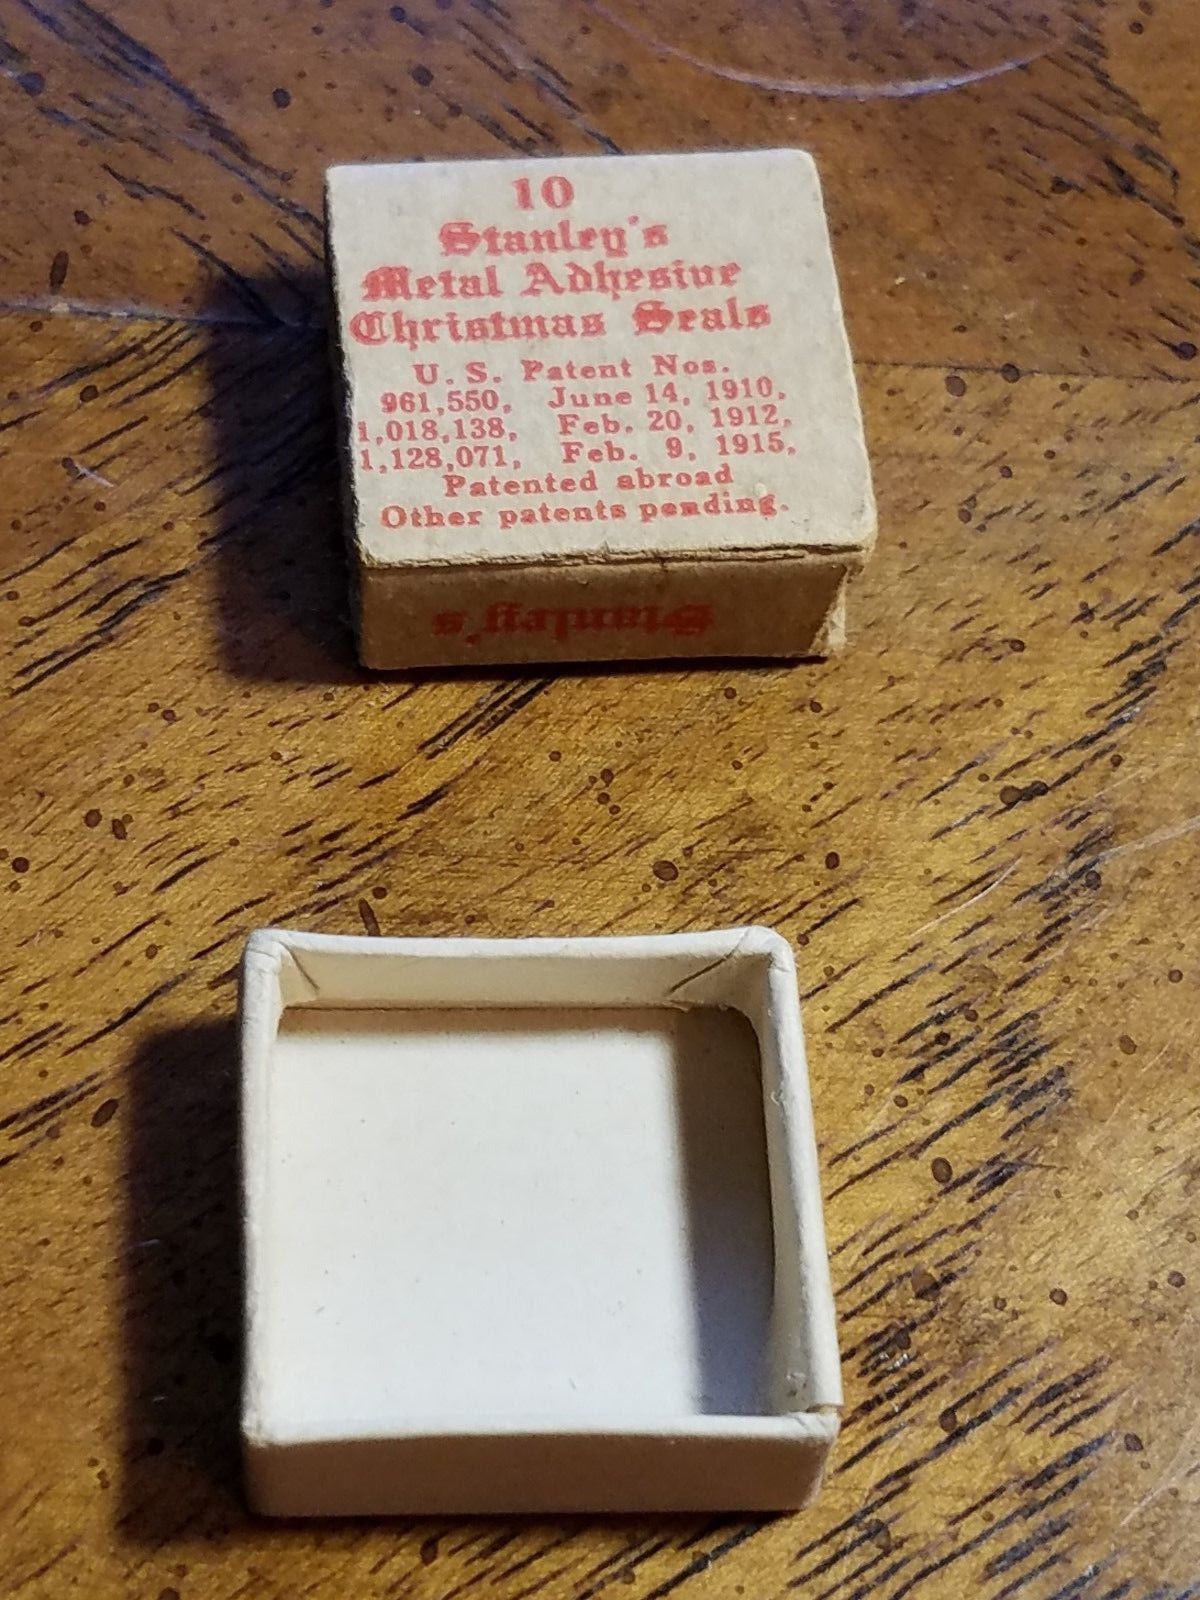 10
Stanley's
Metal Adhesive
Christmas Seals
U. S. Patent Nos.
961,550, June 14, 1910,
1,018,138, Feb. 20, 1912,
1,128,071, Feb. 9, 1915,
Patented abroad
Other patents pending.
Stanley's